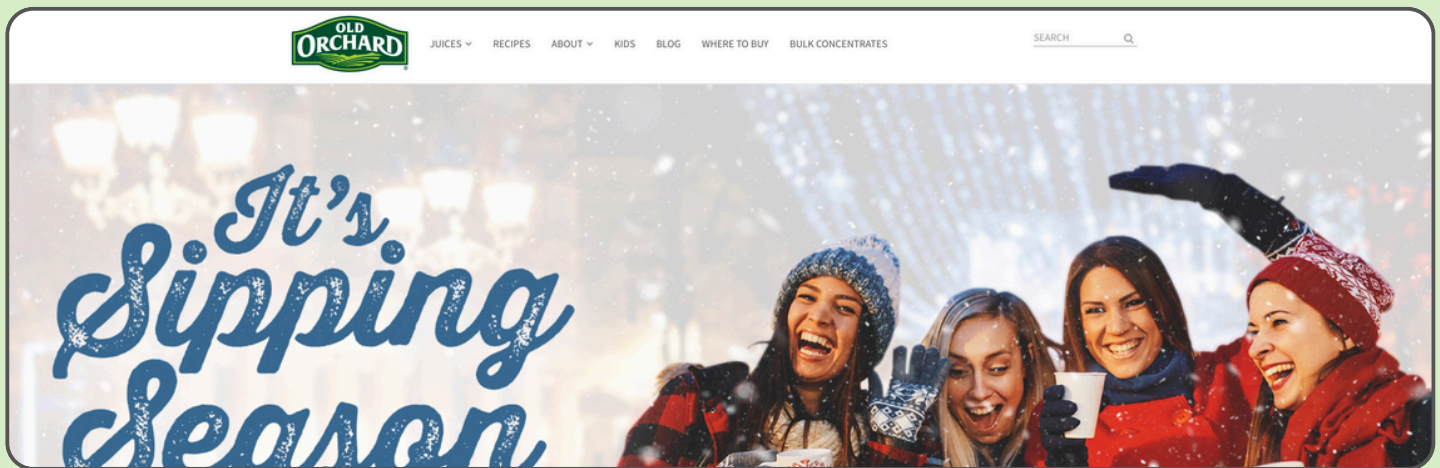 OLD
ORCHARD
JUICES RECIPES ABOUT KIDS BLOG WHERE TO BUY BULK CONCENTRATES SEARCH
It's
Sipping
Season